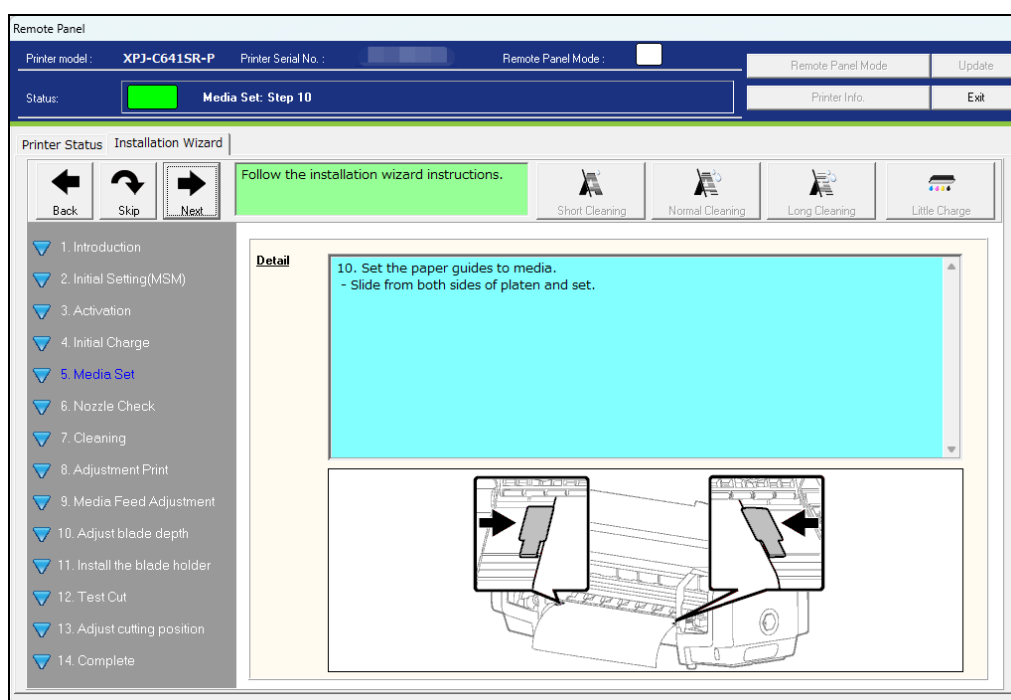 Remote Panel
Printer model : XPJ-C641SR-P Printer Serial No. : Remote Panel Mode :
Remote Panel Mode Update
Status: Media Set: Step 10
Printer Info. Exit
Printer Status Installation Wizard
Back Skip Next
Follow the installation wizard instructions.
Short Cleaning Normal Cleaning Long Cleaning Little Charge
1. Introduction
2. Initial Setting(MSM)
3. Activation
4. Initial Charge
5. Media Set
6. Nozzle Check
7. Cleaning
8. Adjustment Print
9. Media Feed Adjustment
10. Adjust blade depth
11. Install the blade holder
12. Test Cut
13. Adjust cutting position
14. Complete
Detail
10. Set the paper guides to media.
- Slide from both sides of platen and set.